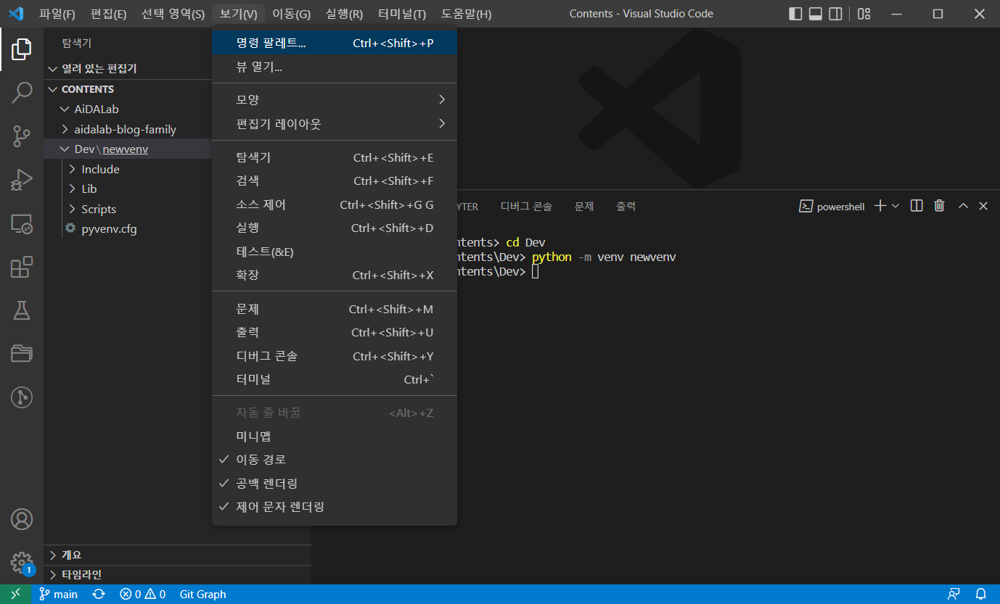 파일(F) 편집(E) 선택 영역(S) 보기(V) 이동(G) 실행(R) 터미널(T) 도움말(H) Contents - Visual Studio Code
탐색기
열려 있는 편집기
CONTENTS
AiDALab
aidalab-blog-family
Dev\newvenv
Include
Lib
Scripts
pyvenv.cfg
개요
타임라인
명령 팔레트... Ctrl+<Shift>+P
뷰 열기...
모양
편집기 레이아웃
탐색기 Ctrl+<Shift>+E
검색 Ctrl+<Shift>+F
소스 제어 Ctrl+<Shift>+G G
실행 Ctrl+<Shift>+D
테스트(&E)
확장 Ctrl+<Shift>+X
문제 Ctrl+<Shift>+M
출력 Ctrl+<Shift>+U
디버그 콘솔 Ctrl+<Shift>+Y
터미널 Ctrl+`
자동 줄 바꿈 <Alt>+Z
미니맵
이동 경로
공백 렌더링
제어 문자 렌더링
YTER 디버그 콘솔 문제 출력 powershell
ntents> cd Dev
ntents\Dev> python -m venv newvenv
ntents\Dev>
1
main 0 0 Git Graph